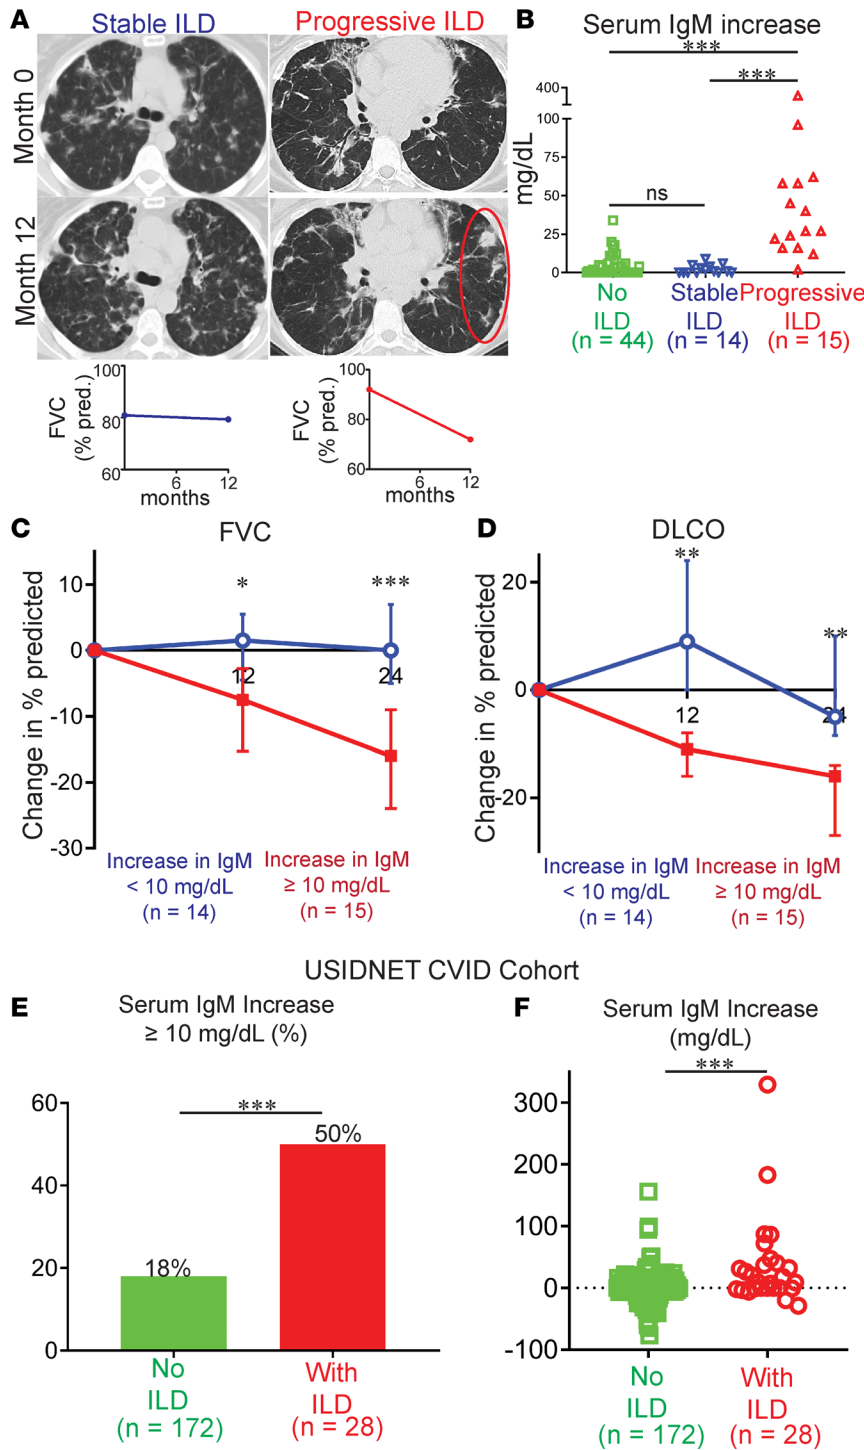 A
Stable ILD
Progressive ILD
Month 0
Month 12
100
80
60
FVC
(% pred.)
6
12
months
100
80
60
FVC
(% pred.)
6
12
months
B
Serum IgM increase
***
***
ns
mg/dL
400
100
75
50
25
0
No
ILD
(n = 44)
Stable
ILD
(n = 14)
Progressive
ILD
(n = 15)
C
FVC
Change in % predicted
10
0
-10
-20
-30
*
***
12
24
Increase in IgM
< 10 mg/dL
(n = 14)
Increase in IgM
≥ 10 mg/dL
(n = 15)
D
DLCO
Change in % predicted
20
0
-20
**
**
12
24
Increase in IgM
< 10 mg/dL
(n = 14)
Increase in IgM
≥ 10 mg/dL
(n = 15)
USIDNET CVID Cohort
E
Serum IgM Increase
≥ 10 mg/dL (%)
60
40
20
0
***
18%
50%
No
ILD
(n = 172)
With
ILD
(n = 28)
F
Serum IgM Increase
(mg/dL)
***
300
200
100
0
-100
No
ILD
(n = 172)
With
ILD
(n = 28)